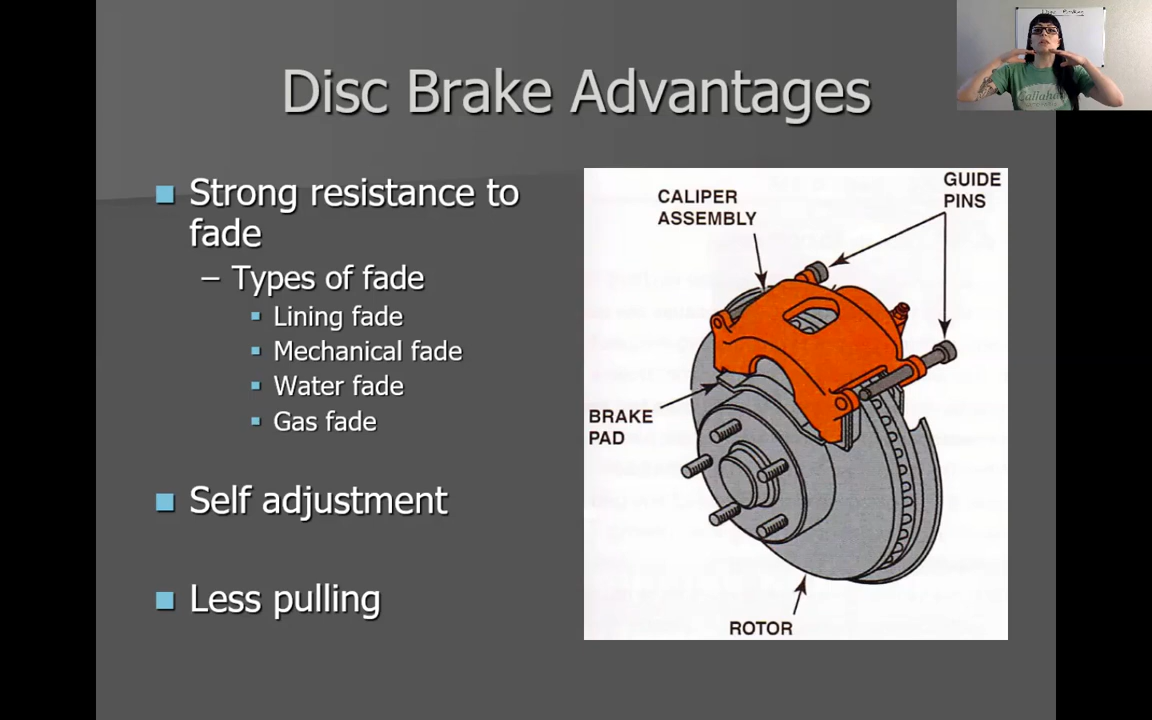 Disc Brake Advantages
Strong resistance to
fade
– Types of fade
Lining fade
Mechanical fade
Water fade
Gas fade
Self adjustment
Less pulling
CALIPER
ASSEMBLY
GUIDE
PINS
BRAKE
PAD
ROTOR
Callahan